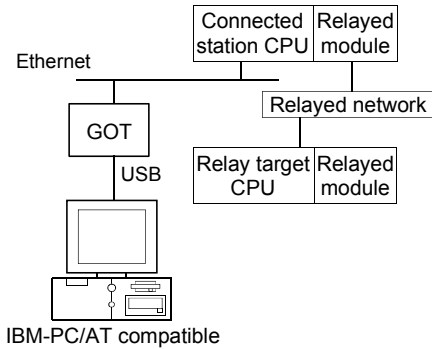 Connected
station CPU
Relayed
module
Ethernet
Relayed network
GOT
Relay target
CPU
Relayed
module
USB
IBM-PC/AT compatible